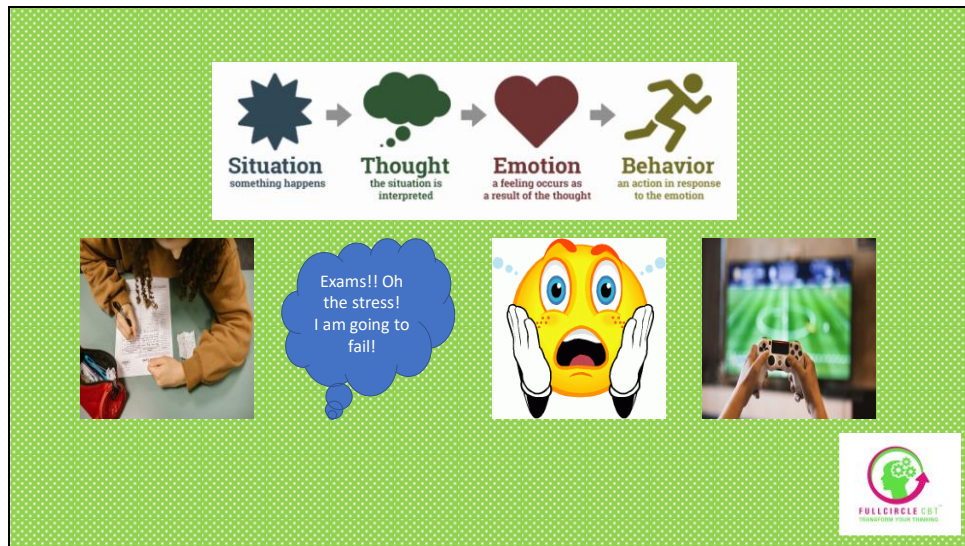 Situation
something happens
Thought
the situation is
interpreted
Emotion
a feeling occurs as
a result of the thought
Behavior
an action in response
to the emotion
Exams!! Oh
the stress!
I am going to
fail!
FULLCIRCLE CBT
TRANSFORM YOUR THINKING